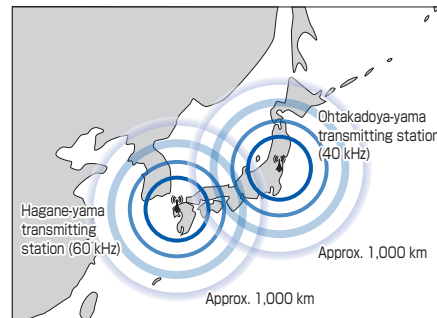 Ohtakadoya-yama
transmitting station
(40 kHz)
Hagane-yama
transmitting
station (60 kHz)
Approx. 1,000 km
Approx. 1,000 km